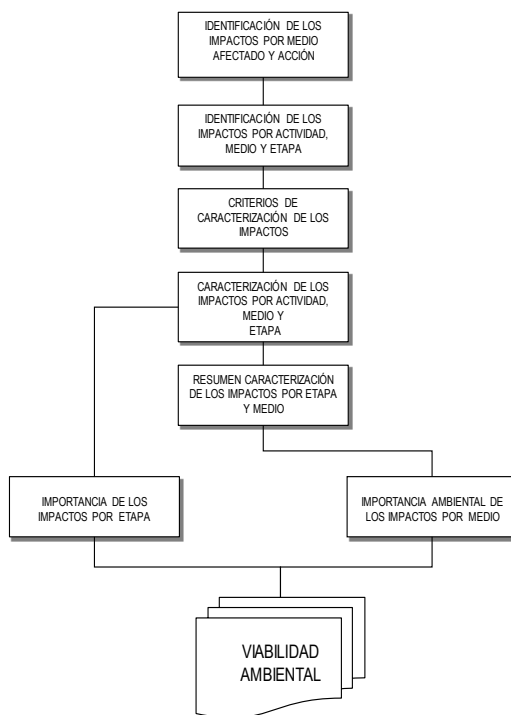 IDENTIFICACIÓN DE LOS
IMPACTOS POR MEDIO
AFECTADO Y ACCIÓN
IDENTIFICACIÓN DE LOS
IMPACTOS POR ACTIVIDAD,
MEDIO Y ETAPA
CRITERIOS DE
CARACTERIZACIÓN DE LOS
IMPACTOS
CARACTERIZACIÓN DE LOS
IMPACTOS POR ACTIVIDAD,
MEDIO Y
ETAPA
RESUMEN CARACTERIZACIÓN
DE LOS IMPACTOS POR ETAPA
Y MEDIO
IMPORTANCIA DE LOS
IMPACTOS POR ETAPA
IMPORTANCIA AMBIENTAL DE
LOS IMPACTOS POR MEDIO
VIABILIDAD
AMBIENTAL